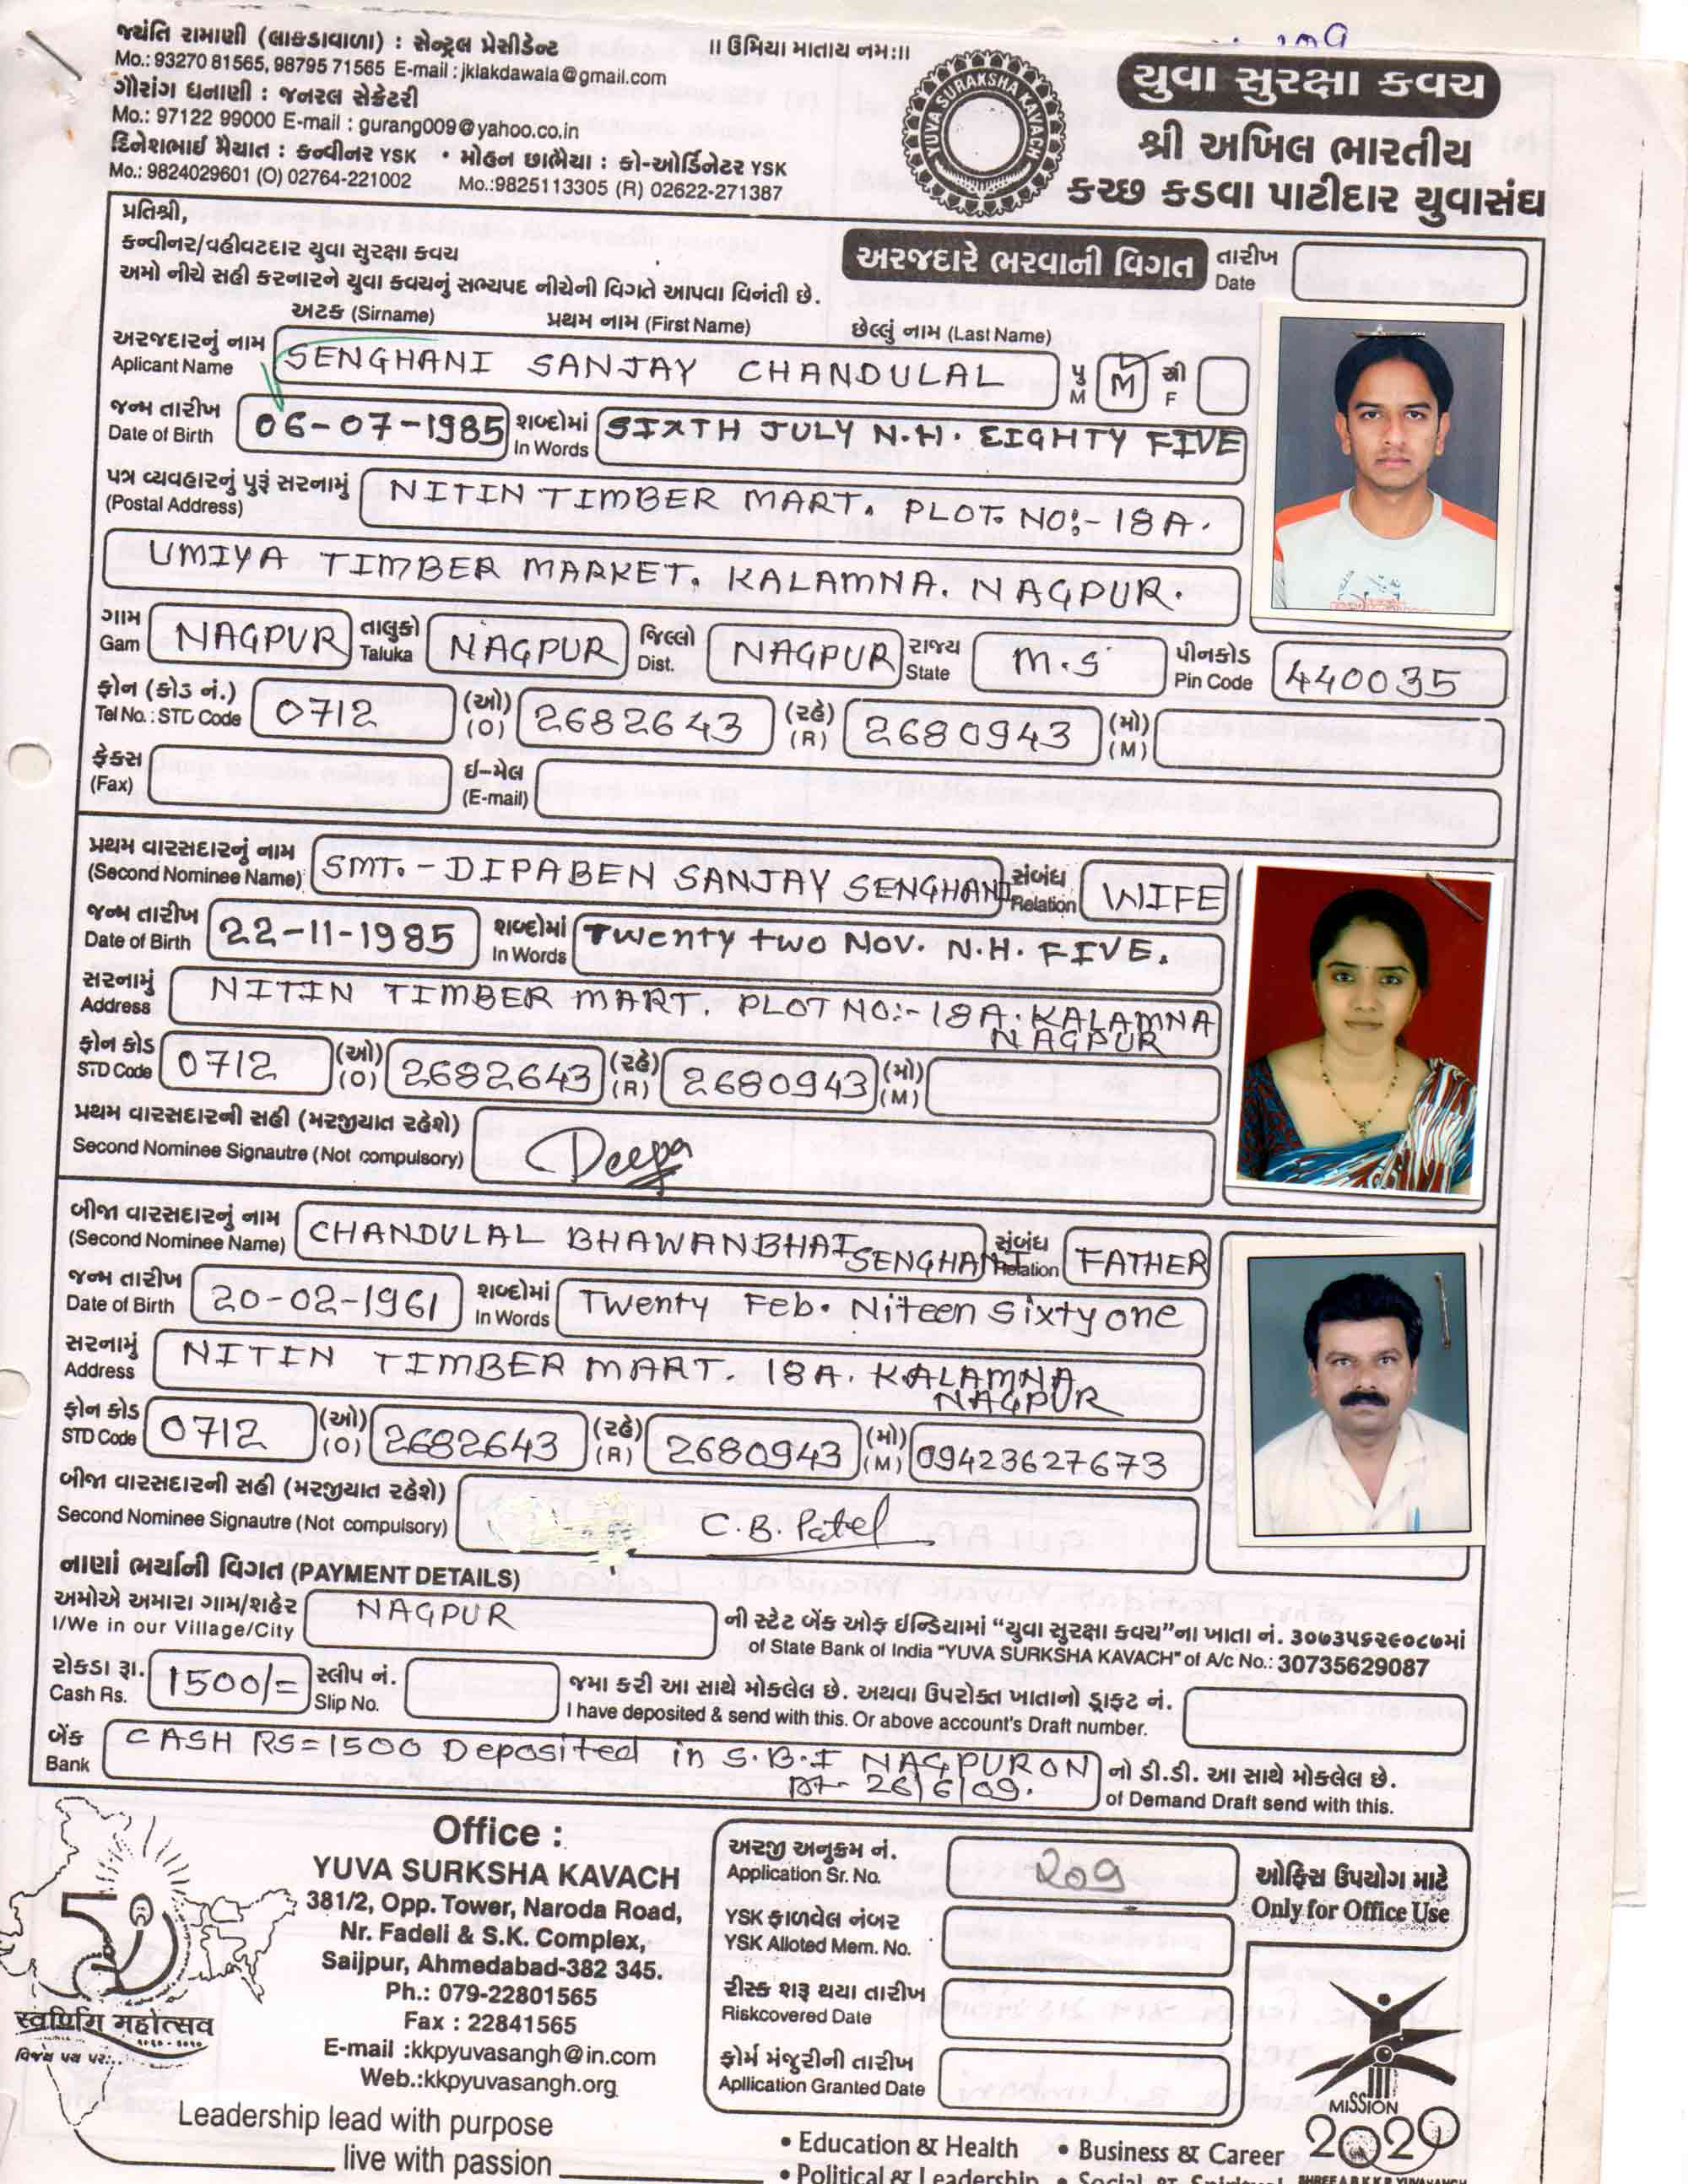 જયંતિ રામાણી (લાકડાવાળા) : સેન્ટ્રલ પ્રેસીડેન્ટ
Mo.: 93270 81565, 98795 71565 E-mail : jklakdawala@gmail.com
ગૌરાંગ ધનાણી : જનરલ સેક્રેટરી
Mo.: 97122 99000 E-mail : gurang009@yahoo.co.in
દિનેશભાઈ મૈયાત : કન્વીનર YSK • મોહન છાભૈયા : કો-ઓર્ડિનેટર YSK
Mo.: 9824029601 (O) 02764-221002 Mo.:9825113305 (R) 02622-271387
॥ ઉમિયા માતાય નમઃ॥
209
YUVA SURAKSHA KAVACH
યુવા સુરક્ષા કવચ
શ્રી અખિલ ભારતીય
કચ્છ કડવા પાટીદાર યુવાસંઘ
પ્રતિશ્રી,
કન્વીનર/વહીવટદાર યુવા સુરક્ષા કવચ
અમો નીચે સહી કરનારને યુવા કવચનું સભ્યપદ નીચેની વિગતે આપવા વિનંતી છે.
અરજદારે ભરવાની વિગત
તારીખ
Date
અટક (Sirname) પ્રથમ નામ (First Name) છેલ્લું નામ (Last Name)
અરજદારનું નામ
Aplicant Name
SENGHANI SANJAY CHANDULAL
પુ M
M
સ્ત્રી F
જન્મ તારીખ
Date of Birth
06-07-1985
શબ્દોમાં
In Words
SIXTH JULY N.H. EIGHTY FIVE
પત્ર વ્યવહારનું પુરૂં સરનામું
(Postal Address)
NITIN TIMBER MART. PLOT. NO:- 18A.
UMIYA TIMBER MARKET. KALAMNA. NAGPUR.
ગામ
Gam
NAGPUR
તાલુકો
Taluka
NAGPUR
જિલ્લો
Dist.
NAGPUR
રાજ્ય
State
M.S
પીનકોડ
Pin Code
440035
ફોન (કોડ નં.)
Tel No.: STD Code
0712
(ઓ)
(O)
2682643
(રહે)
(R)
2680943
(મો)
(M)
ફેક્સ
(Fax)
ઈ-મેલ
(E-mail)
પ્રથમ વારસદારનું નામ
(Second Nominee Name)
SMT. - DIPABEN SANJAY SENGHANI
સંબંધ
Relation
WIFE
જન્મ તારીખ
Date of Birth
22-11-1985
શબ્દોમાં
In Words
Twenty two Nov. N.H. FIVE.
સરનામું
Address
NITIN TIMBER MART. PLOT NO:- 18A. KALAMNA
NAGPUR
ફોન કોડ
STD Code
0712
(ઓ)
(O)
2682643
(રહે)
(R)
2680943
(મો)
(M)
પ્રથમ વારસદારની સહી (મરજીયાત રહેશે)
Second Nominee Signautre (Not compulsory)
Deepa
બીજા વારસદારનું નામ
(Second Nominee Name)
CHANDULAL BHAWANBHAI SENGHANI
સંબંધ
Relation
FATHER
જન્મ તારીખ
Date of Birth
20-02-1961
શબ્દોમાં
In Words
Twenty Feb. Niteen Sixty one
સરનામું
Address
NITIN TIMBER MART. 18A. KALAMNA
NAGPUR
ફોન કોડ
STD Code
0712
(ઓ)
(O)
2682643
(રહે)
(R)
2680943
(મો)
(M)
09423627673
બીજા વારસદારની સહી (મરજીયાત રહેશે)
Second Nominee Signautre (Not compulsory)
C.B. Patel
નાણાં ભર્યાની વિગત (PAYMENT DETAILS)
અમોએ અમારા ગામ/શહેર
I/We in our Village/City
NAGPUR
ની સ્ટેટ બેંક ઓફ ઈન્ડિયામાં “યુવા સુરક્ષા કવચ”ના ખાતા નં. ૩૦૭૩૫૬૨૯૦૮૭માં
of State Bank of India "YUVA SURKSHA KAVACH" of A/c No.: 30735629087
રોકડા રૂા.
Cash Rs.
1500/=
સ્લીપ નં.
Slip No.
જમા કરી આ સાથે મોકલેલ છે. અથવા ઉપરોક્ત ખાતાનો ડ્રાફ્ટ નં.
I have deposited & send with this. Or above account's Draft number.
બેંક
Bank
CASH RS=1500 Deposited in S.B.I NAGPUR ON
DT- 26/6/09.
નો ડી.ડી. આ સાથે મોકલેલ છે.
of Demand Draft send with this.
50
स्वर्णिम महोत्सव
Office :
YUVA SURKSHA KAVACH
381/2, Opp. Tower, Naroda Road,
Nr. Fadeli & S.K. Complex,
Saijpur, Ahmedabad-382 345.
Ph.: 079-22801565
Fax : 22841565
E-mail :kkpyuvasangh@in.com
Web.:kkpyuvasangh.org
Leadership lead with purpose
live with passion
અરજી અનુક્રમ નં.
Application Sr. No.
209
ઓફિસ ઉપયોગ માટે
Only for Office Use
YSK ફાળવેલ નંબર
YSK Alloted Mem. No.
રીસ્ક શરૂ થયા તારીખ
Riskcovered Date
ફોર્મ મંજુરીની તારીખ
Apllication Granted Date
MISSION
2020
• Education & Health • Business & Career
• Political & Leadership